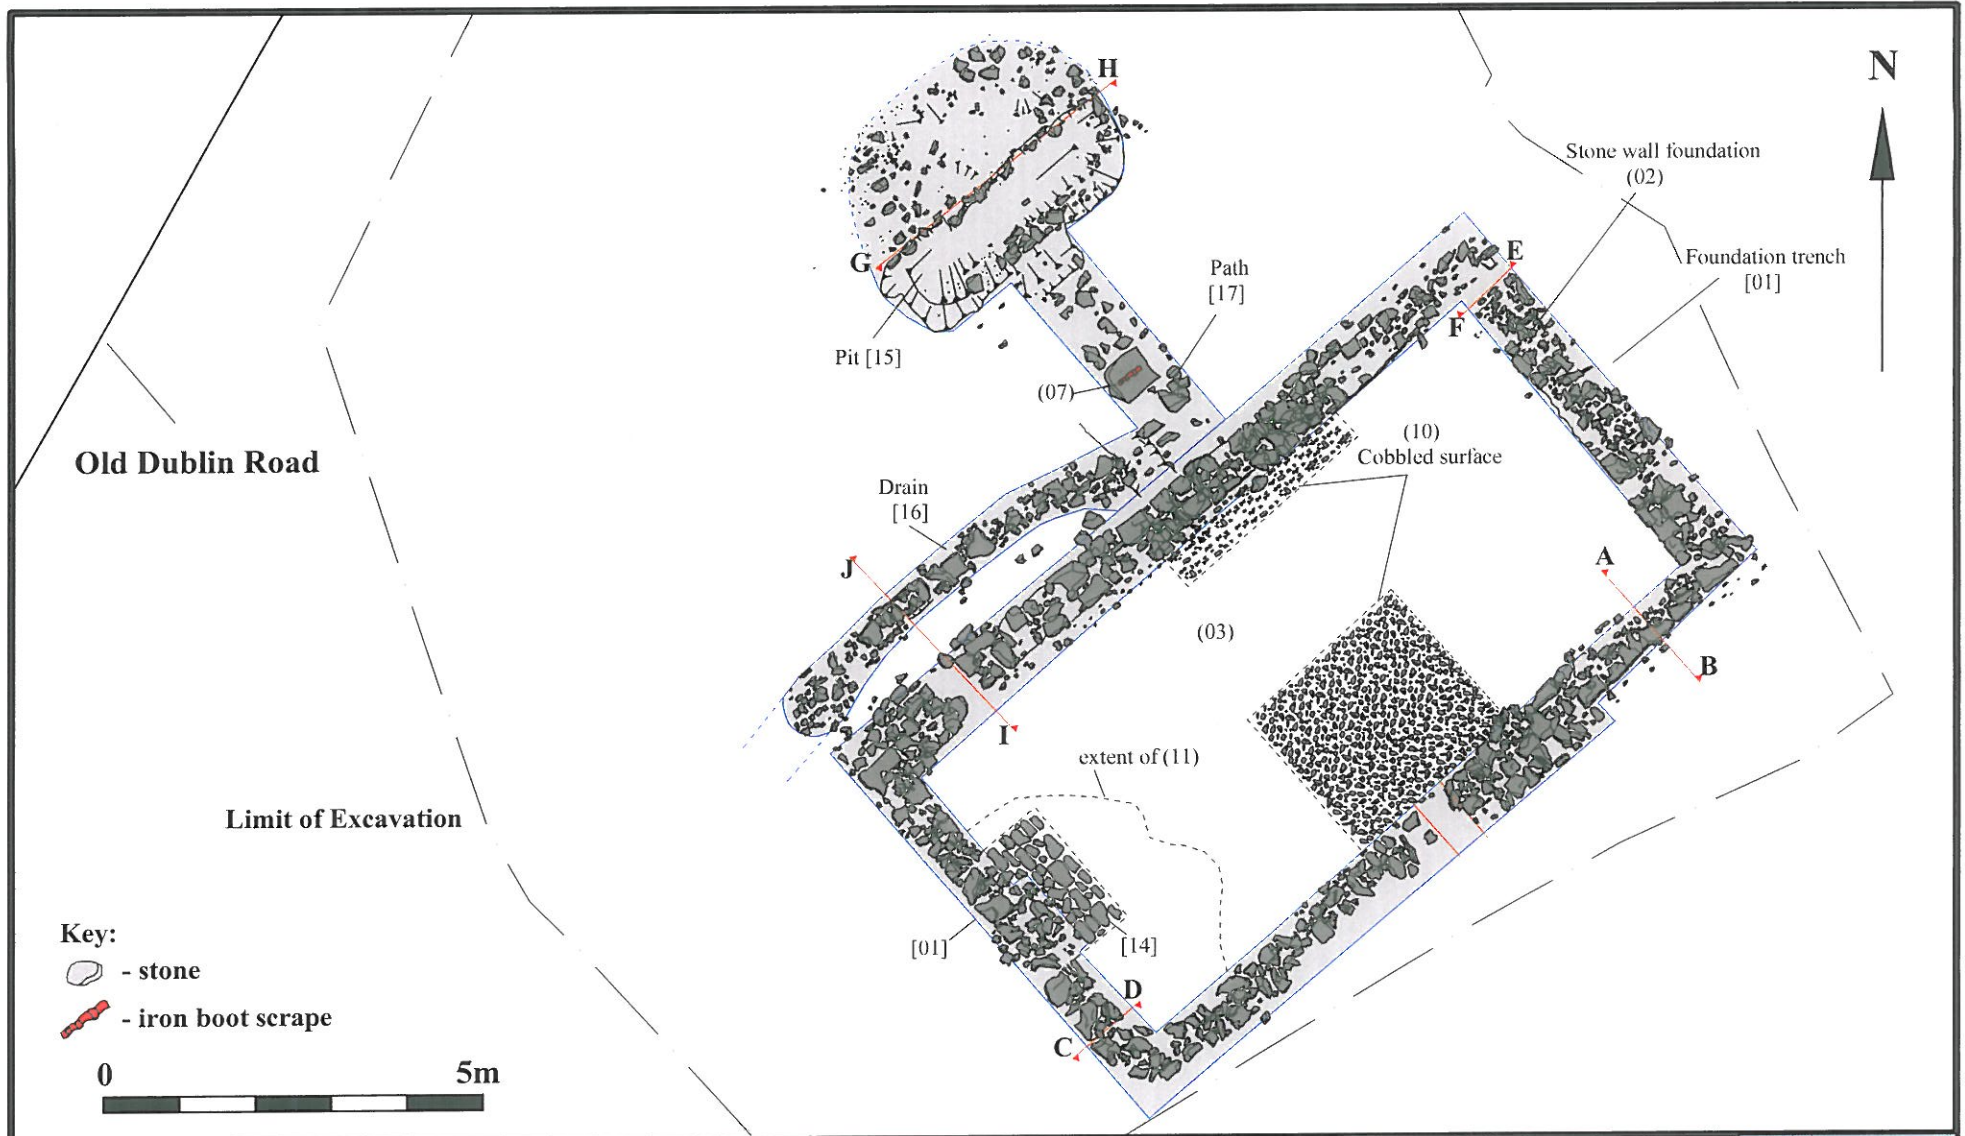 H
N
Stone wall foundation
(02)
E
G
Path
[17]
Foundation trench
[01]
F
Pit [15]
(07)
(10)
Cobbled surface
Old Dublin Road
Drain
[16]
J
A
(03)
B
I
extent of (11)
Limit of Excavation
Key:
[01]
[14]
- stone
D
- iron boot scrape
C
0
5m